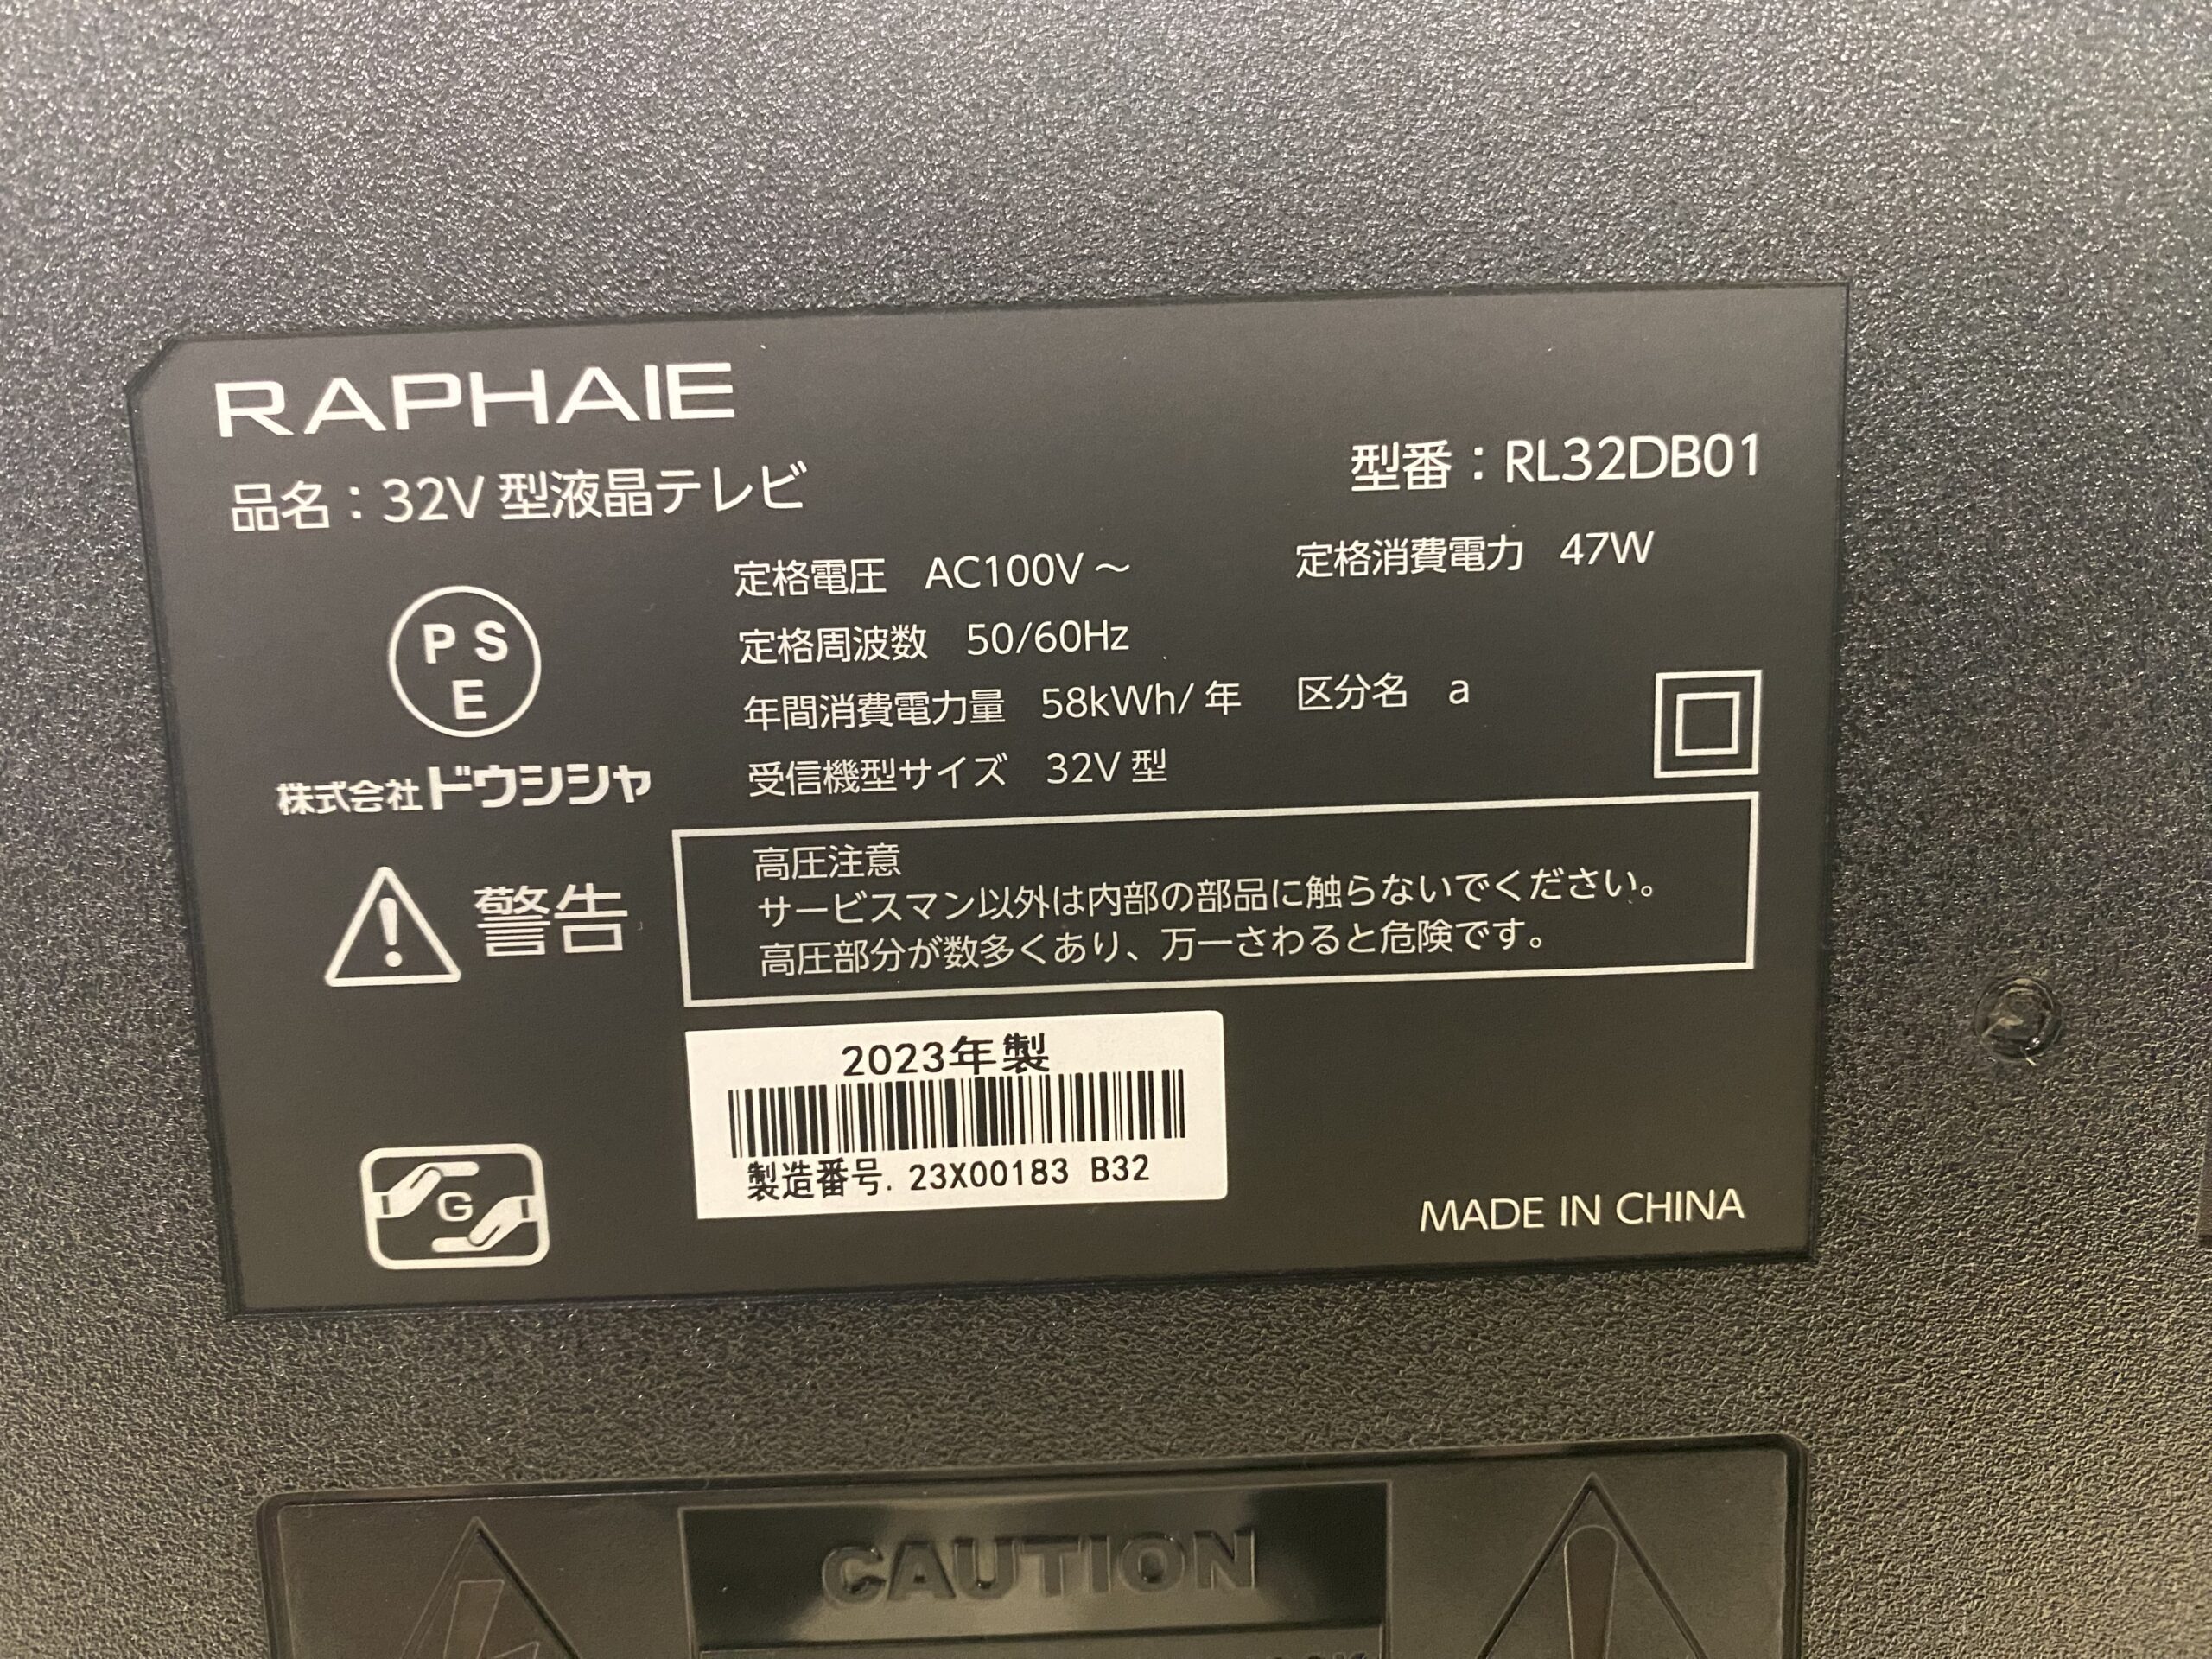 RAPHAIE
品名：32V 型液晶テレビ
型番：RL32DB01
定格電圧 AC100V～ 定格消費電力 47W
定格周波数 50/60Hz
年間消費電力量 58kWh/ 年 区分名 a
受信機型サイズ 32V 型
P S
E
株式会社ドウシシャ
警告
高圧注意
サービスマン以外は内部の部品に触らないでください。
高圧部分が数多くあり、万一さわると危険です。
2023年製
製造番号. 23X00183 B32
G
MADE IN CHINA
CAUTION